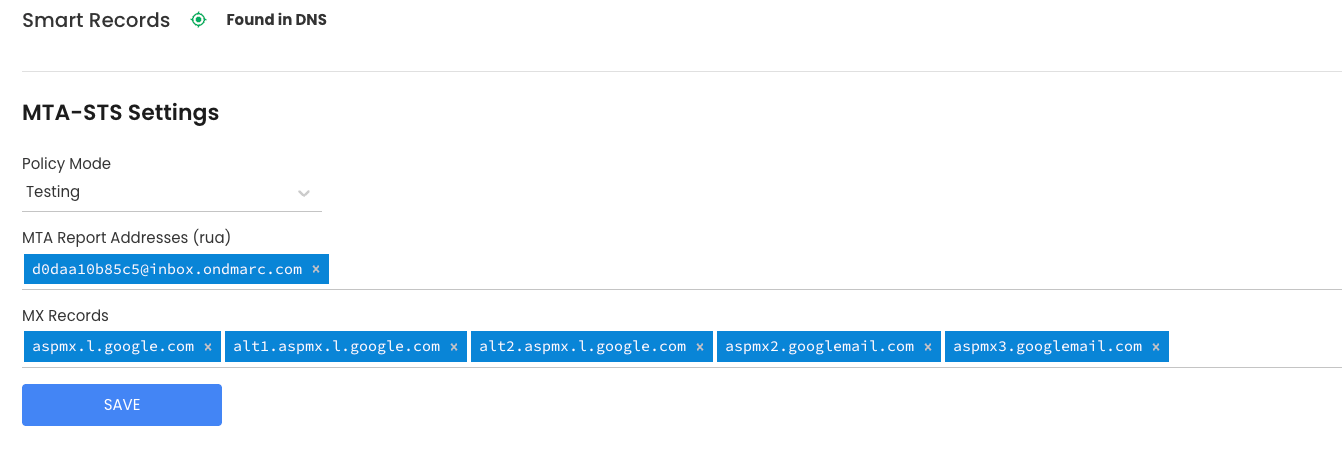 Smart Records Found in DNS
MTA-STS Settings
Policy Mode
Testing
MTA Report Addresses (rua)
d0daa10b85c5@inbox.ondmarc.com ×
MX Records
aspmx.l.google.com × alt1.aspmx.l.google.com × alt2.aspmx.l.google.com × aspmx2.googlemail.com × aspmx3.googlemail.com ×
SAVE